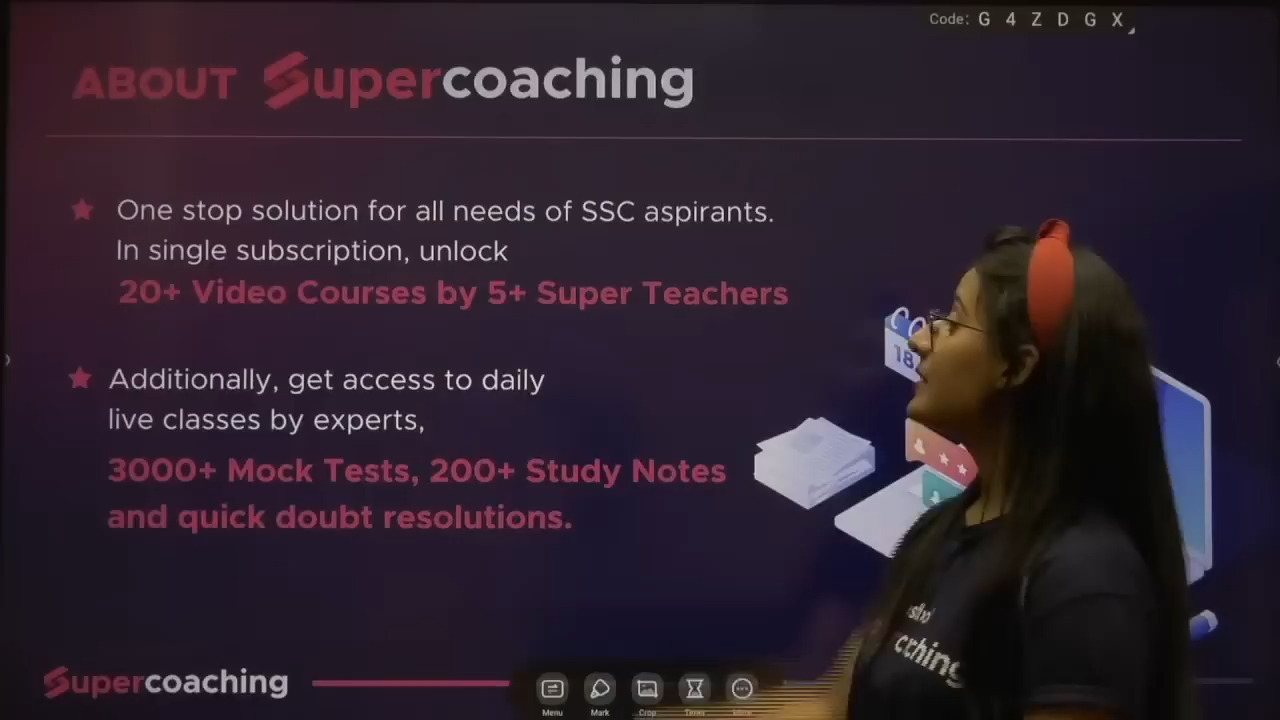 Code: G 4 Z D G X
ABOUT Supercoaching
One stop solution for all needs of SSC aspirants.
In single subscription, unlock
20+ Video Courses by 5+ Super Teachers
18
Additionally, get access to daily
live classes by experts,
3000+ Mock Tests, 200+ Study Notes
and quick doubt resolutions.
Supercoaching
Menu Mark Crop Timer